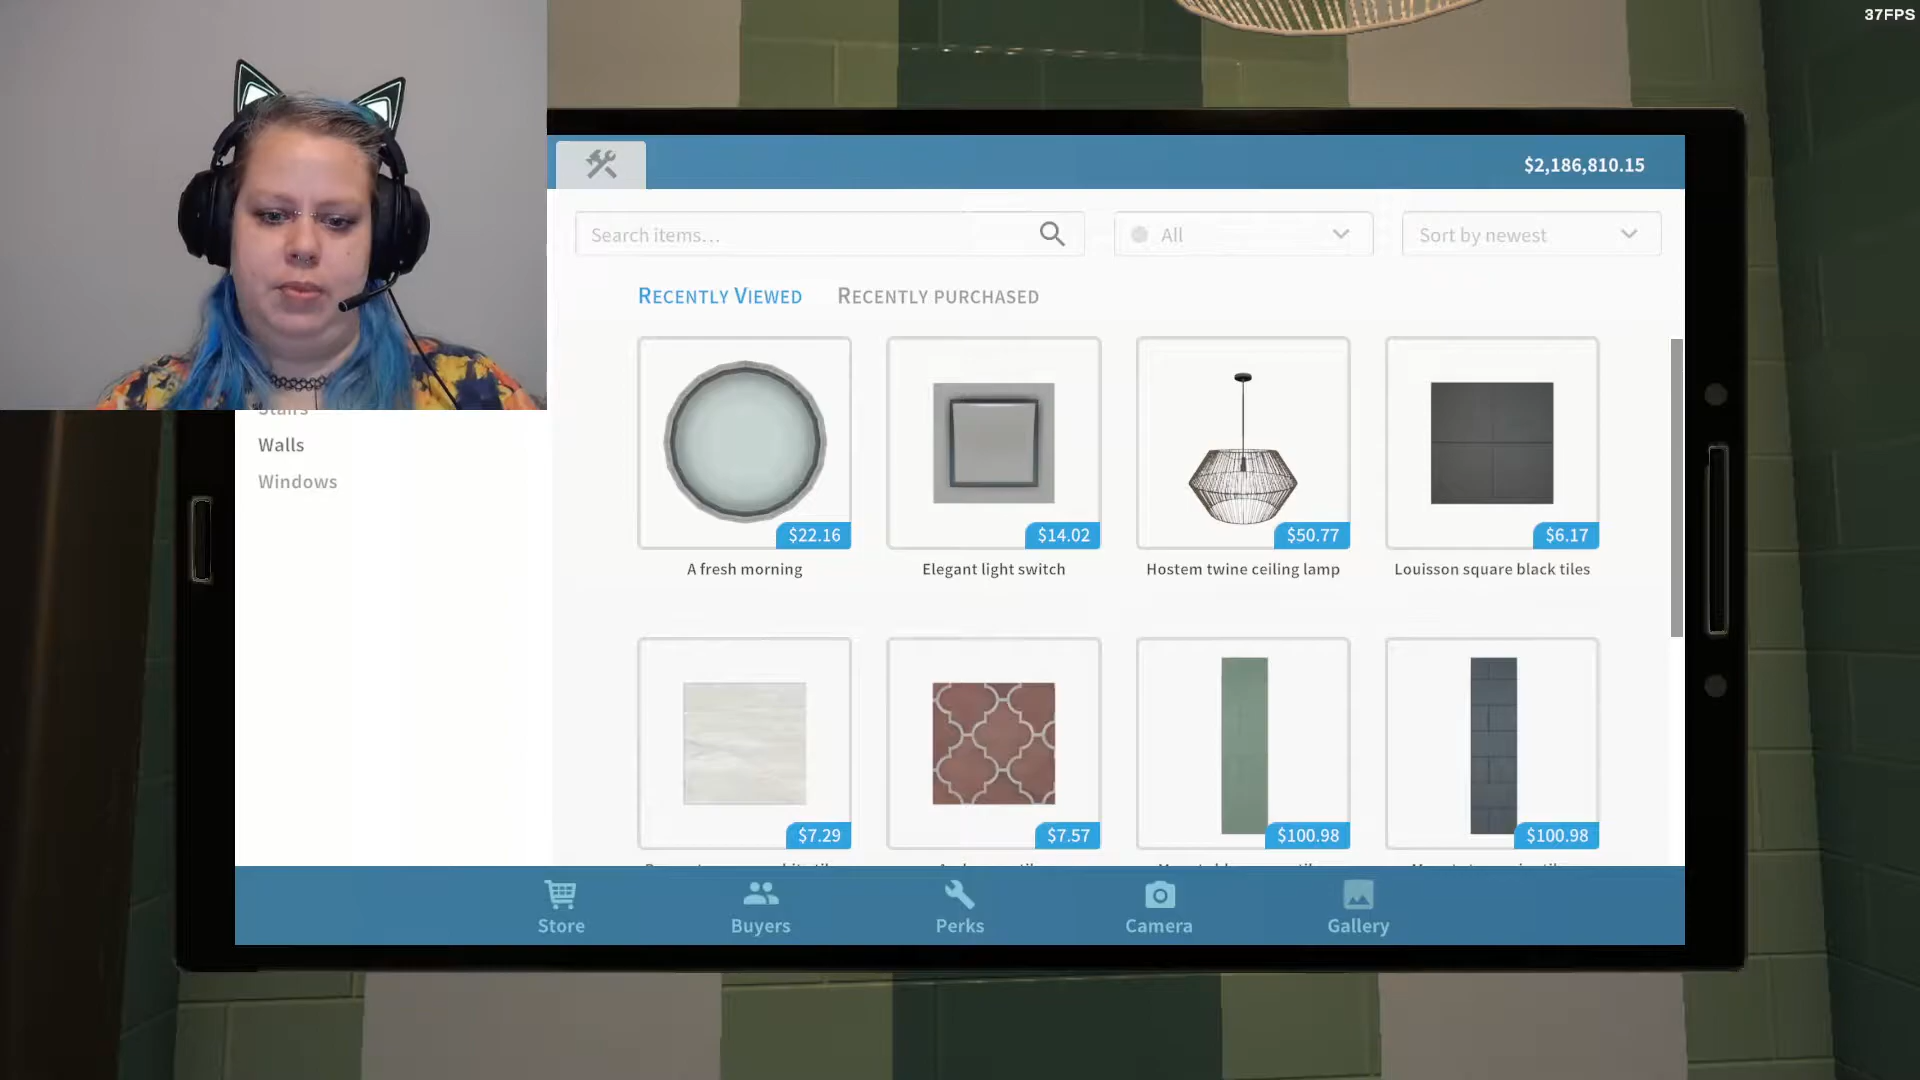 37FPS
$2,186,810.15
Search items...
All
Sort by newest
RECENTLY VIEWED
RECENTLY PURCHASED
Stairs
Walls
Windows
$22.16
$14.02
$50.77
$6.17
A fresh morning
Elegant light switch
Hostem twine ceiling lamp
Louisson square black tiles
$7.29
$7.57
$100.98
$100.98
Store
Buyers
Perks
Camera
Gallery